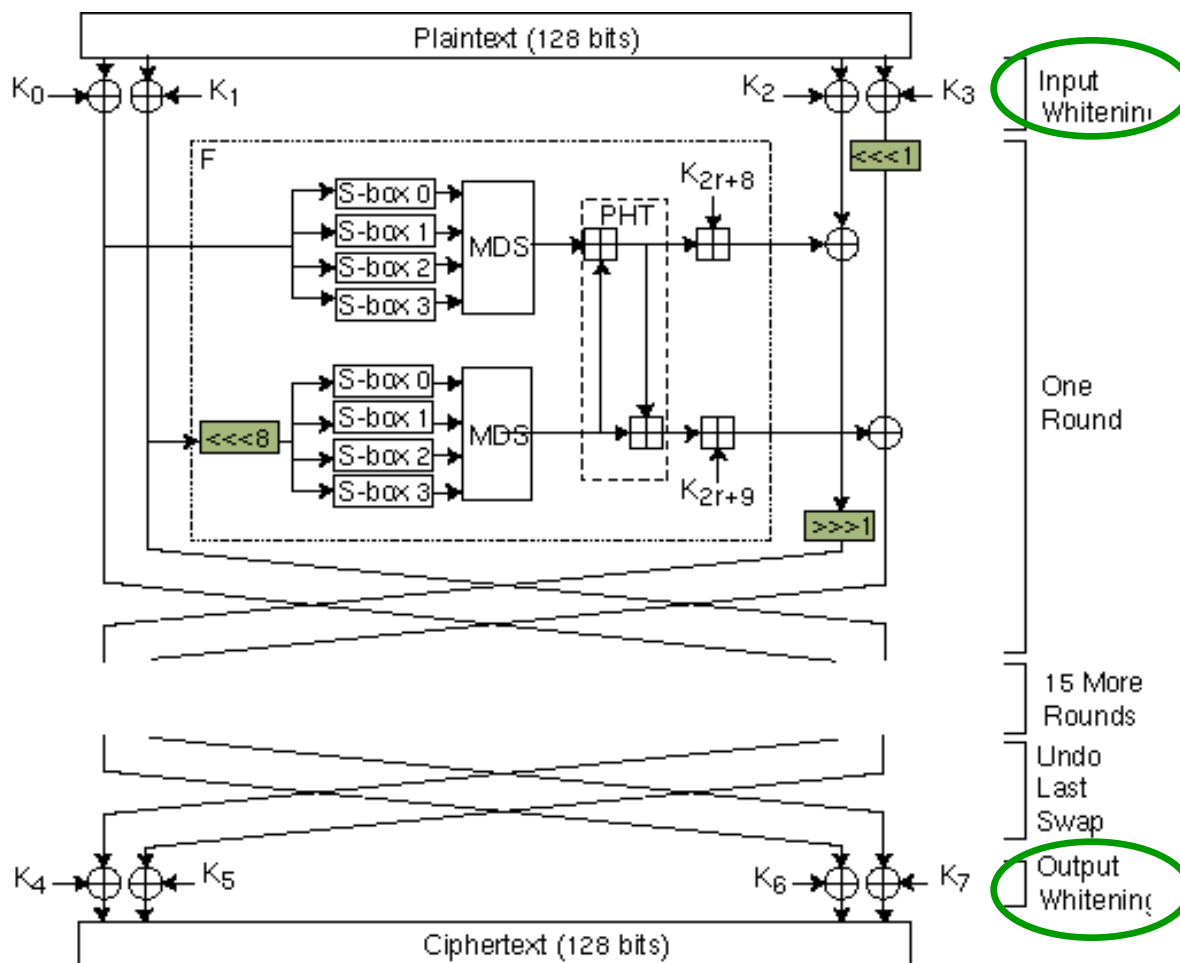 Plaintext (128 bits)
K0
K1
K2
K3
Input
Whitening
F
<<<1
S-box 0
S-box 1
S-box 2
S-box 3
MDS
PHT
K2r+8
One
Round
<<<8
S-box 0
S-box 1
S-box 2
S-box 3
MDS
K2r+9
>>>1
15 More
Rounds
Undo
Last
Swap
K4
K5
K6
K7
Output
Whitening
Ciphertext (128 bits)